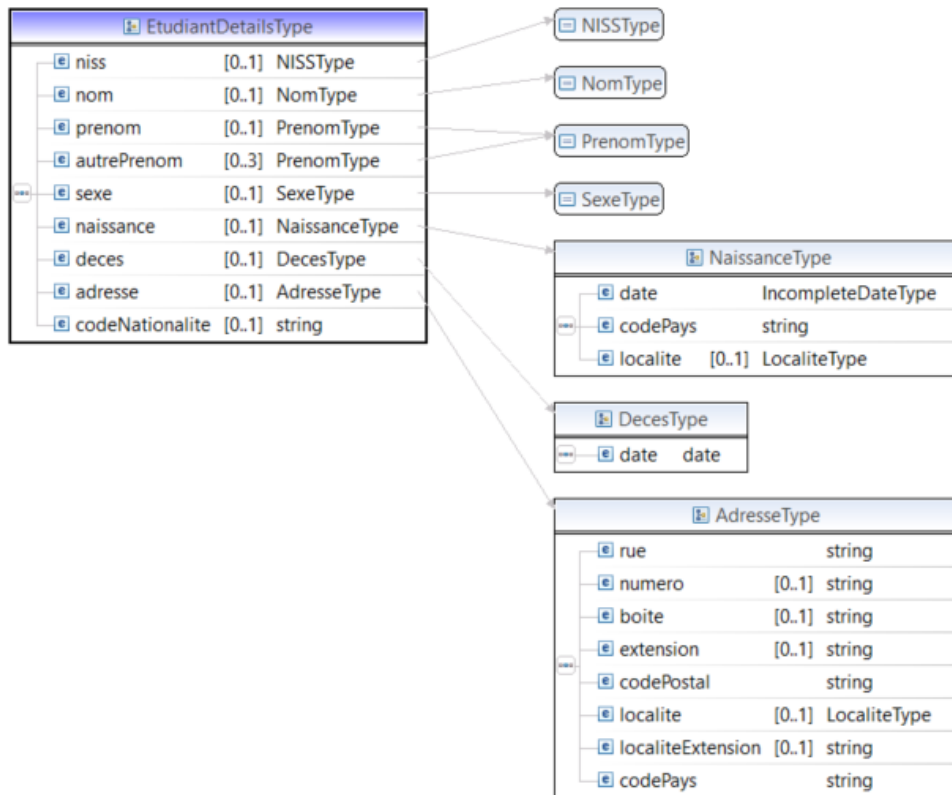 EtudiantDetailsType
niss [0..1] NISSType
nom [0..1] NomType
prenom [0..1] PrenomType
autrePrenom [0..3] PrenomType
sexe [0..1] SexeType
naissance [0..1] NaissanceType
deces [0..1] DecesType
adresse [0..1] AdresseType
codeNationalite [0..1] string
NISSType
NomType
PrenomType
SexeType
NaissanceType
date IncompleteDateType
codePays string
localite [0..1] LocaliteType
DecesType
date date
AdresseType
rue string
numero [0..1] string
boite [0..1] string
extension [0..1] string
codePostal string
localite [0..1] LocaliteType
localiteExtension [0..1] string
codePays string